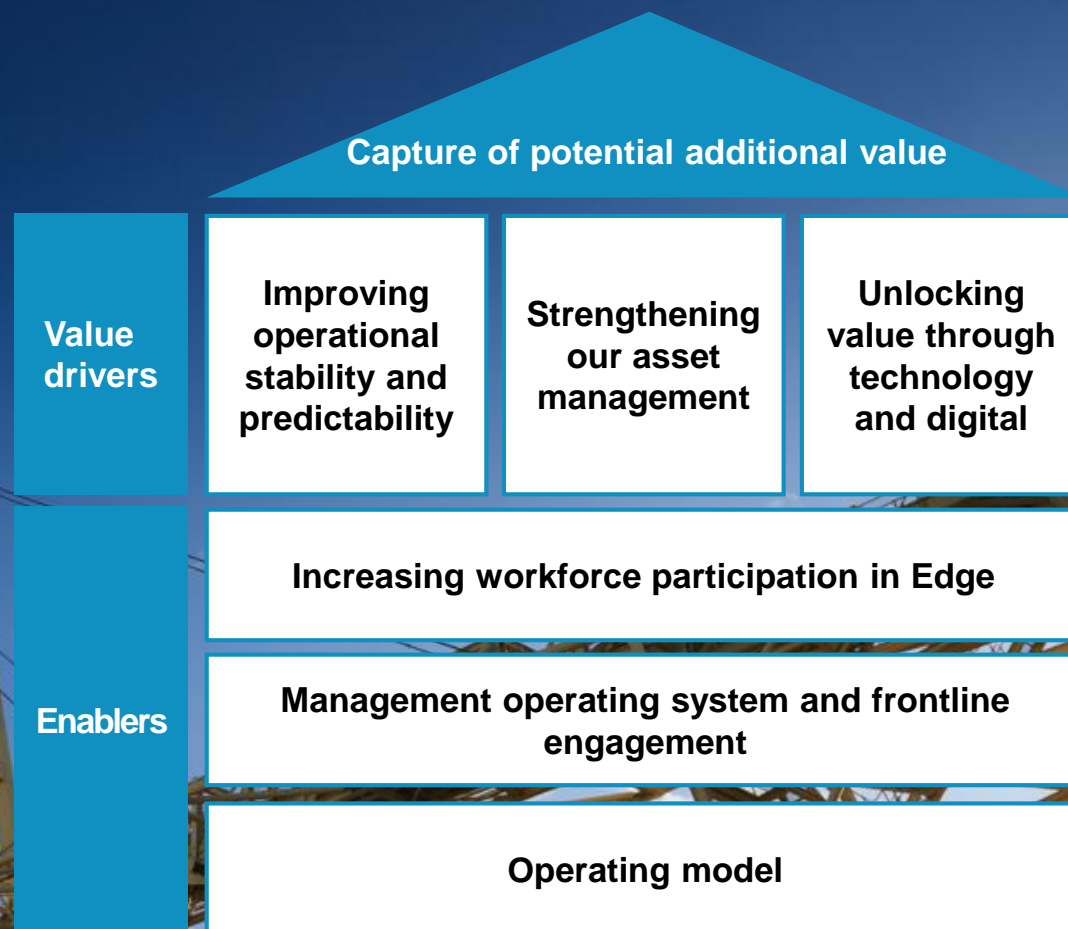 Capture of potential additional value
Value
drivers
Improving
operational
stability and
predictability
Strengthening
our asset
management
Unlocking
value through
technology
and digital
Enablers
Increasing workforce participation in Edge
Management operating system and frontline
engagement
Operating model